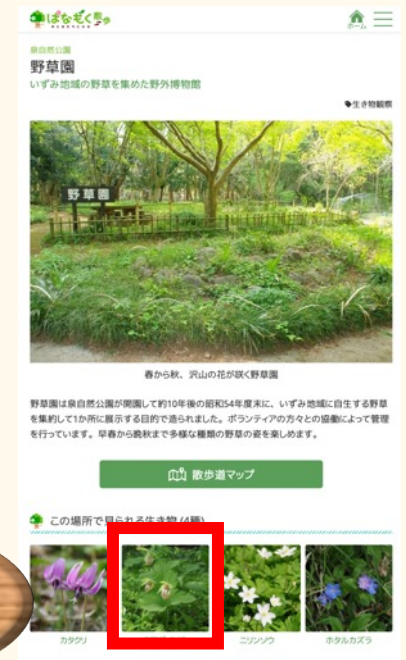 ぱなもく散歩
ホーム
泉自然公園
野草園
いずみ地域の野草を集めた野外博物館
生き物観察
野草園
春から秋、沢山の花が咲く野草園
野草園は泉自然公園が開園して約10年後の昭和54年度末に、いずみ地域に自生する野草
を集約して1か所に展示する目的で造られました。ボランティアの方々との協働によって管理
を行っています。早春から晩秋まで多様な種類の野草の姿を楽しめます。
散歩道マップ
この場所で見られる生き物(4種)
カタクリ
ニリンソウ
ホタルカズラ